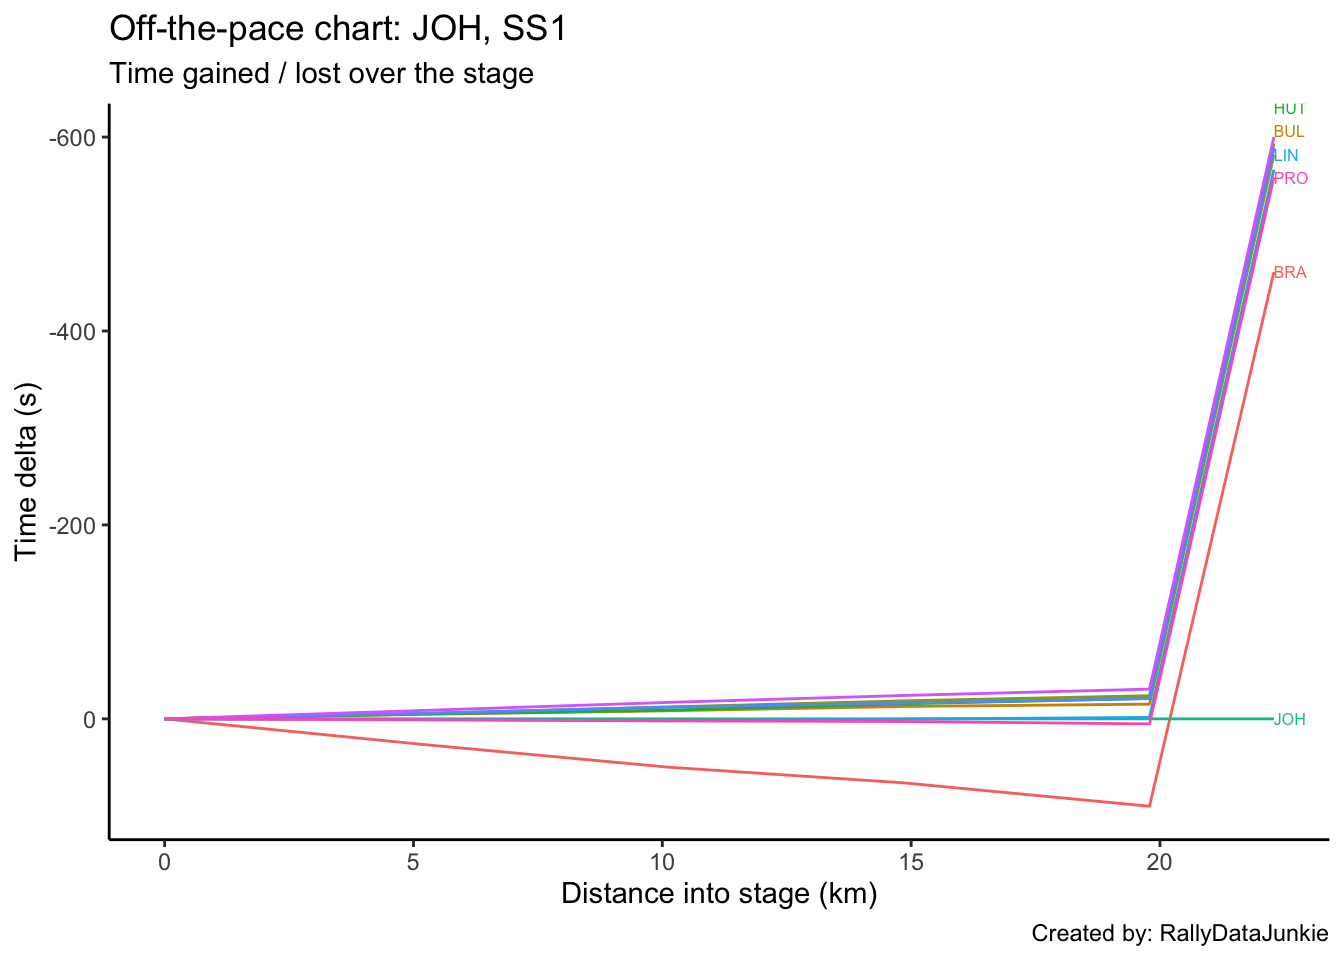 Off-the-pace chart: JOH, SS1
Time gained / lost over the stage
HUT
BUL
LIN
PRO
BRA
JOH
-600
-400
-200
0
Time delta (s)
0 5 10 15 20
Distance into stage (km)
Created by: RallyDataJunkie